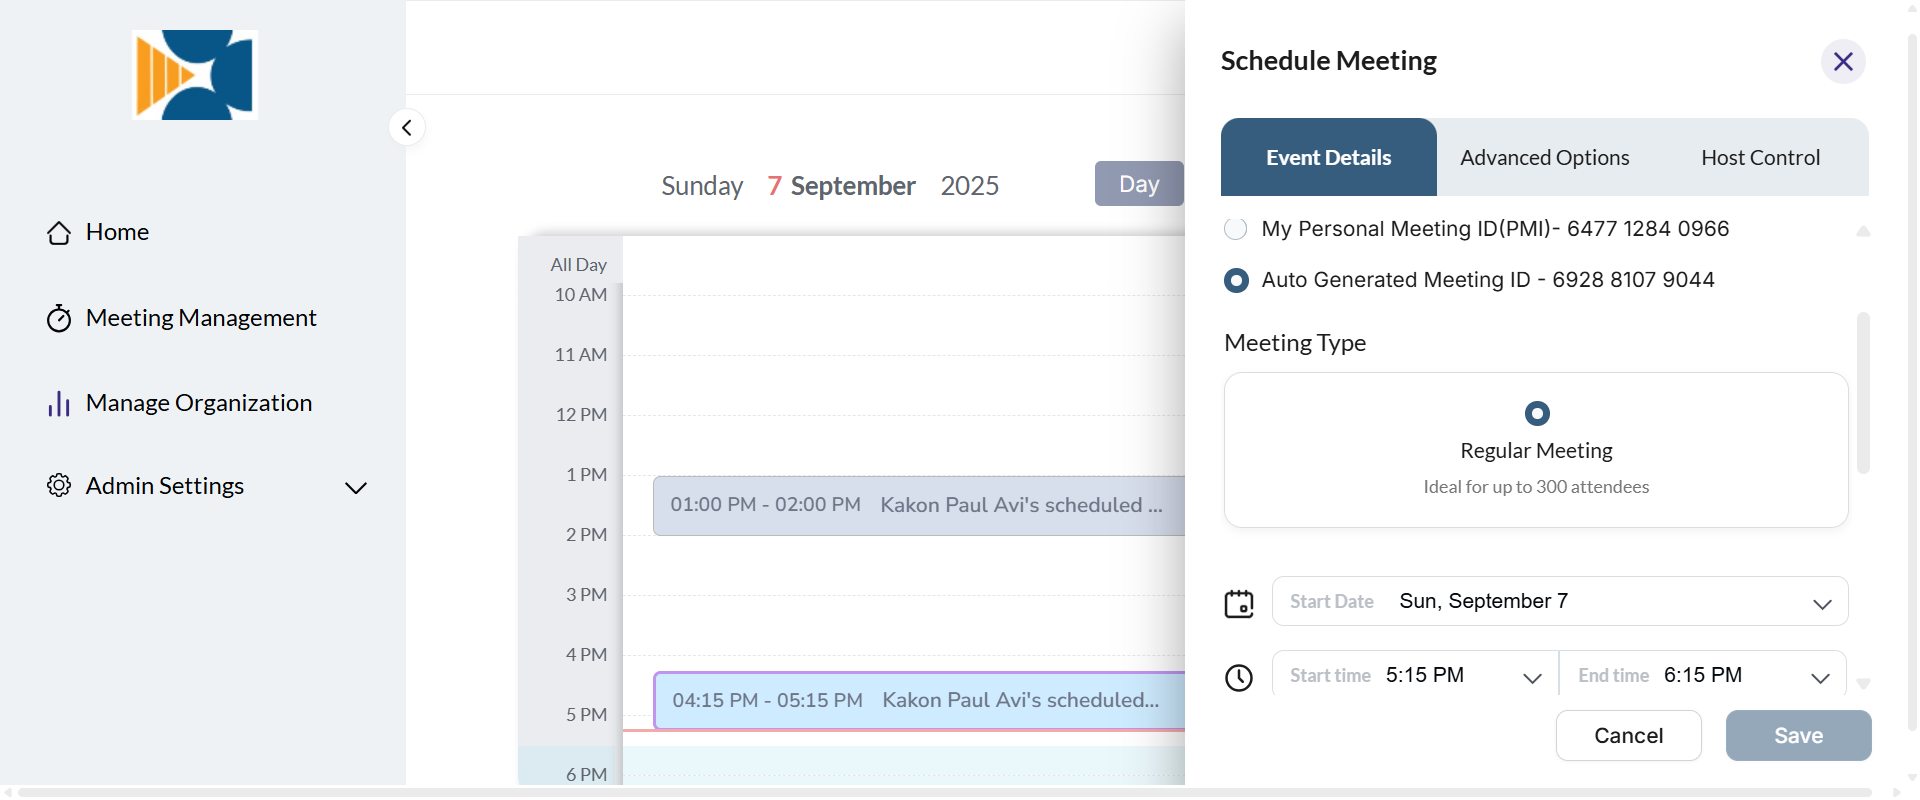 Home
Meeting Management
Manage Organization
Admin Settings
Sunday 7 September 2025
Day
All Day
10 AM
11 AM
12 PM
1 PM
01:00 PM - 02:00 PM Kakon Paul Avi's scheduled ...
2 PM
3 PM
4 PM
04:15 PM - 05:15 PM Kakon Paul Avi's scheduled...
5 PM
6 PM
Schedule Meeting
Event Details
Advanced Options
Host Control
My Personal Meeting ID(PMI)- 6477 1284 0966
Auto Generated Meeting ID - 6928 8107 9044
Meeting Type
Regular Meeting
Ideal for up to 300 attendees
Start Date Sun, September 7
Start time 5:15 PM
End time 6:15 PM
Cancel
Save